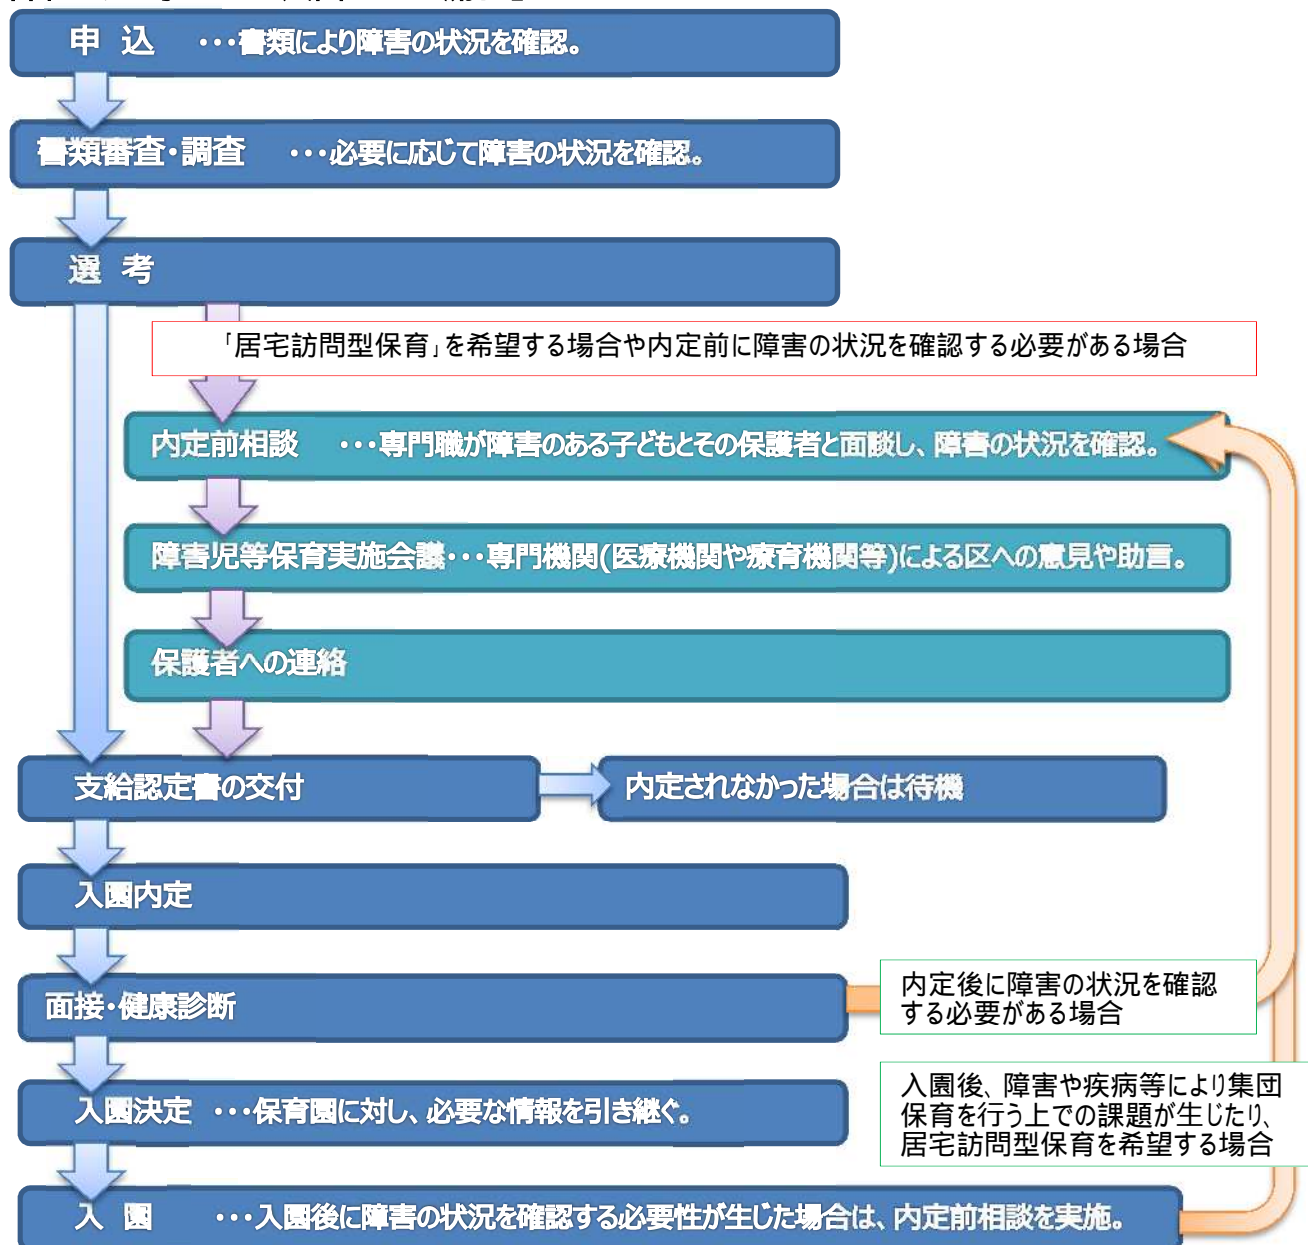 申 込 ・・・書類により障害の状況を確認。
書類審査・調査 ・・・必要に応じて障害の状況を確認。
選 考
「居宅訪問型保育」を希望する場合や内定前に障害の状況を確認する必要がある場合
内定前相談 ・・・専門職が障害のある子どもとその保護者と面談し、障害の状況を確認。
障害児等保育実施会議・・・専門機関(医療機関や療育機関等)による区への意見や助言。
保護者への連絡
支給認定書の交付
内定されなかった場合は待機
入園内定
面接・健康診断
内定後に障害の状況を確認
する必要がある場合
入園決定 ・・・保育園に対し、必要な情報を引き継ぐ。
入園後、障害や疾病等により集団
保育を行う上での課題が生じたり、
居宅訪問型保育を希望する場合
入 園 ・・・入園後に障害の状況を確認する必要性が生じた場合は、内定前相談を実施。